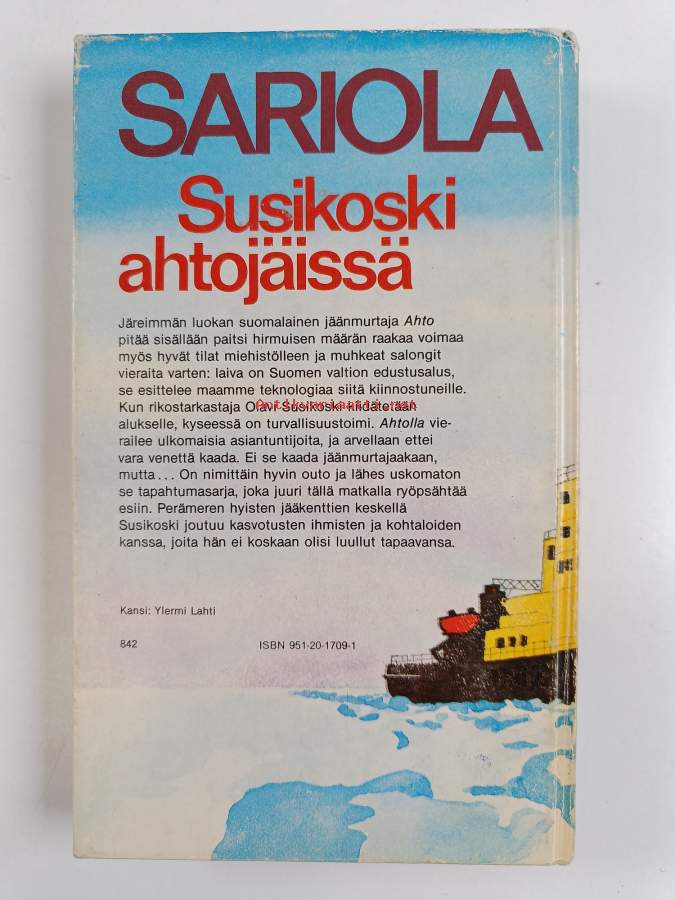 SARIOLA
Susikoski
ahtojäissä
Järeimmän luokan suomalainen jäänmurtaja Ahto
pitää sisällään paitsi hirmuisen määrän raakaa voimaa
myös hyvät tilat miehistölleen ja muhkeat salongit
vieraita varten: laiva on Suomen valtion edustusalus,
se esittelee maamme teknologiaa siitä kiinnostuneille.
Antikvariaatti.net
Kun rikostarkastaja Olavi Susikoski kiidätetään
alukselle, kyseessä on turvallisuustoimi. Ahtolla vie-
railee ulkomaisia asiantuntijoita, ja arvellaan ettei
vara venettä kaada. Ei se kaada jäänmurtajaakaan,
mutta... On nimittäin hyvin outo ja lähes uskomaton
se tapahtumasarja, joka juuri tällä matkalla ryöpsähtää
esiin. Perämeren hyisten jääkenttien keskellä
Susikoski joutuu kasvotusten ihmisten ja kohtaloiden
kanssa, joita hän ei koskaan olisi luullut tapaavansa.
Kansi: Ylermi Lahti
842 ISBN 951-20-1709-1